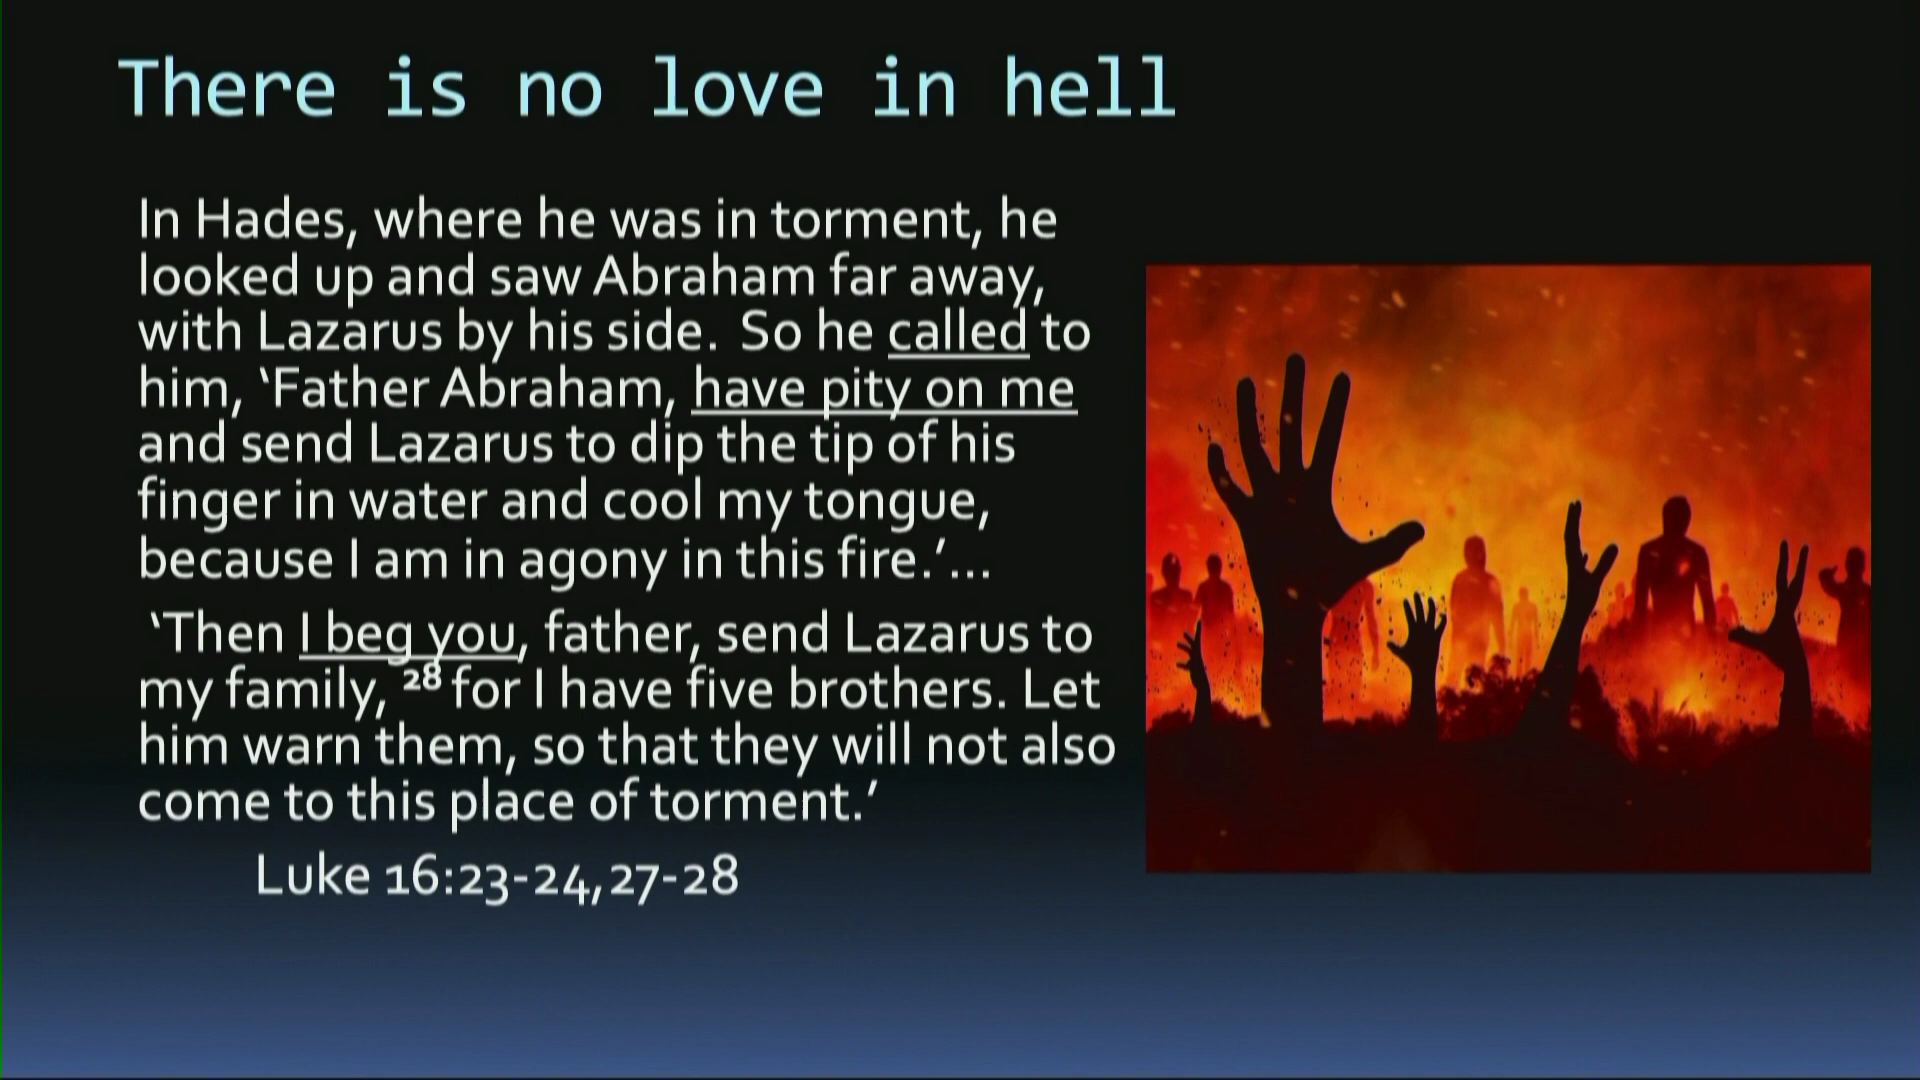 There is no love in hell
In Hades, where he was in torment, he
looked up and saw Abraham far away,
with Lazarus by his side. So he called to
him, ‘Father Abraham, have pity on me
and send Lazarus to dip the tip of his
finger in water and cool my tongue,
because I am in agony in this fire.’…
‘Then I beg you, father, send Lazarus to
my family, ²⁸ for I have five brothers. Let
him warn them, so that they will not also
come to this place of torment.’
Luke 16:23-24,27-28